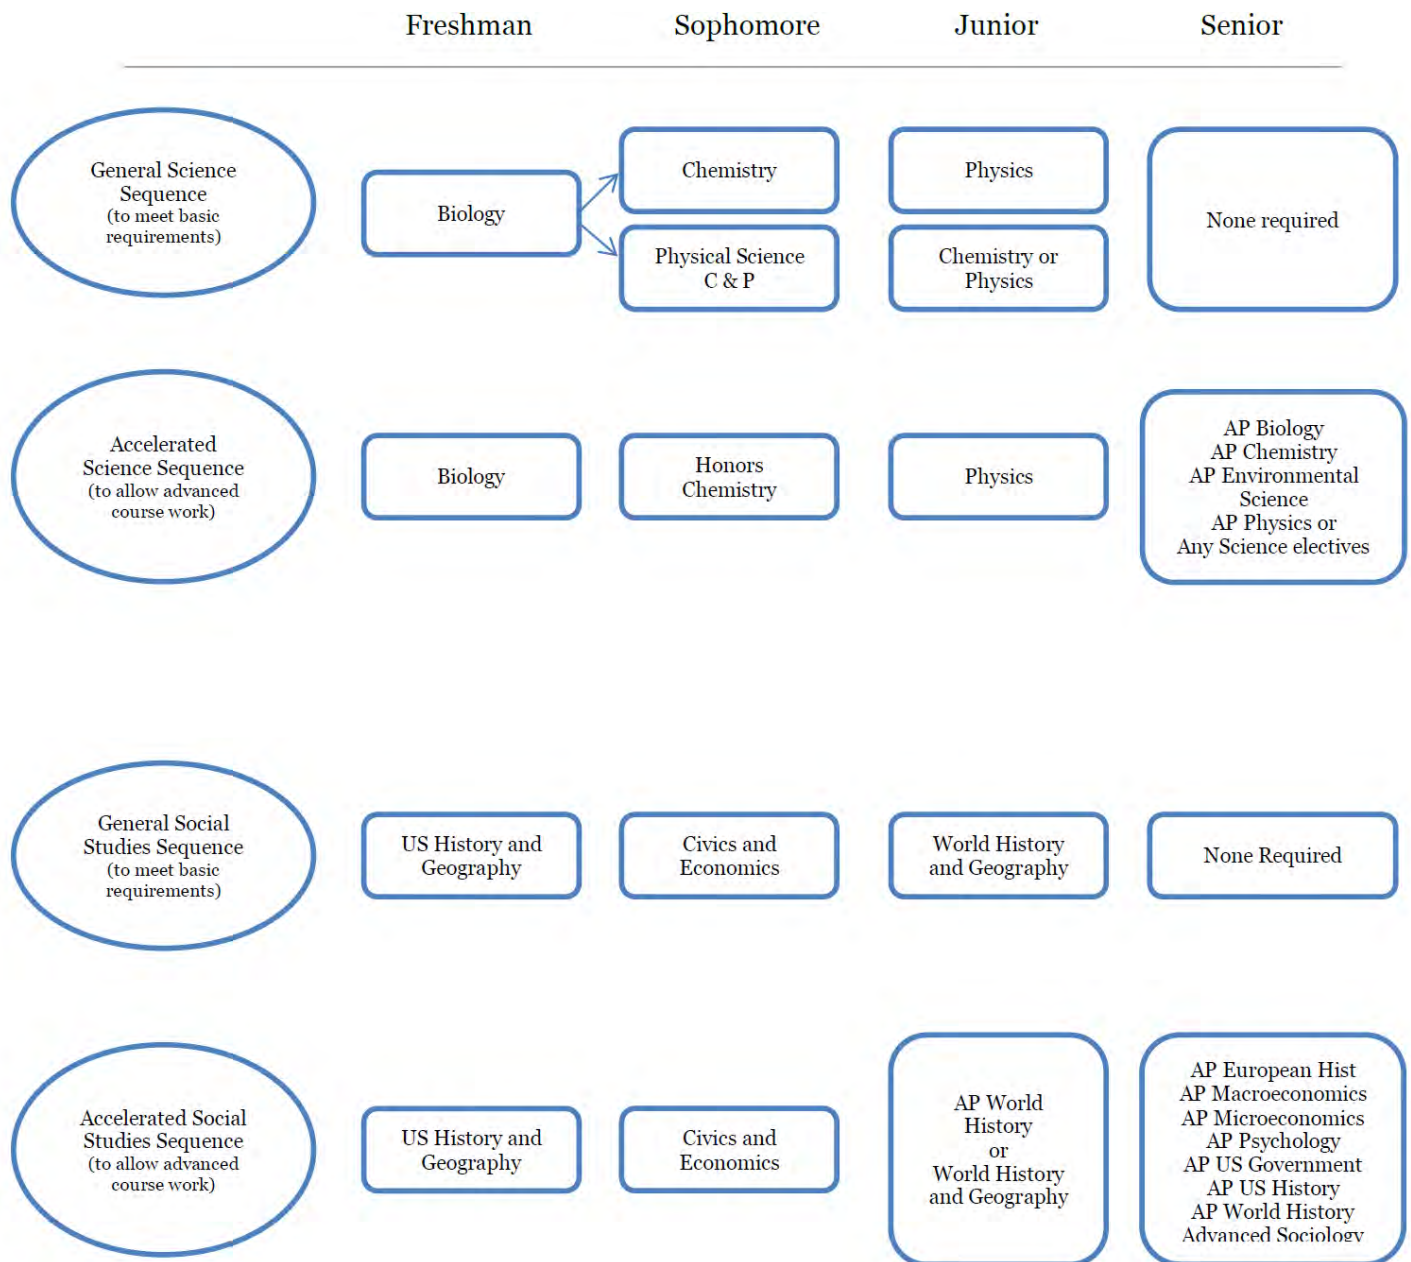 Freshman
Sophomore
Junior
Senior
General Science
Sequence
(to meet basic
requirements)
Biology
Chemistry
Physical Science
C & P
Physics
Chemistry or
Physics
None required
Accelerated
Science Sequence
(to allow advanced
course work)
Biology
Honors
Chemistry
Physics
AP Biology
AP Chemistry
AP Environmental
Science
AP Physics or
Any Science electives
General Social
Studies Sequence
(to meet basic
requirements)
US History and
Geography
Civics and
Economics
World History
and Geography
None Required
Accelerated Social
Studies Sequence
(to allow advanced
course work)
US History and
Geography
Civics and
Economics
AP World
History
or
World History
and Geography
AP European Hist
AP Macroeconomics
AP Microeconomics
AP Psychology
AP US Government
AP US History
AP World History
Advanced Sociology